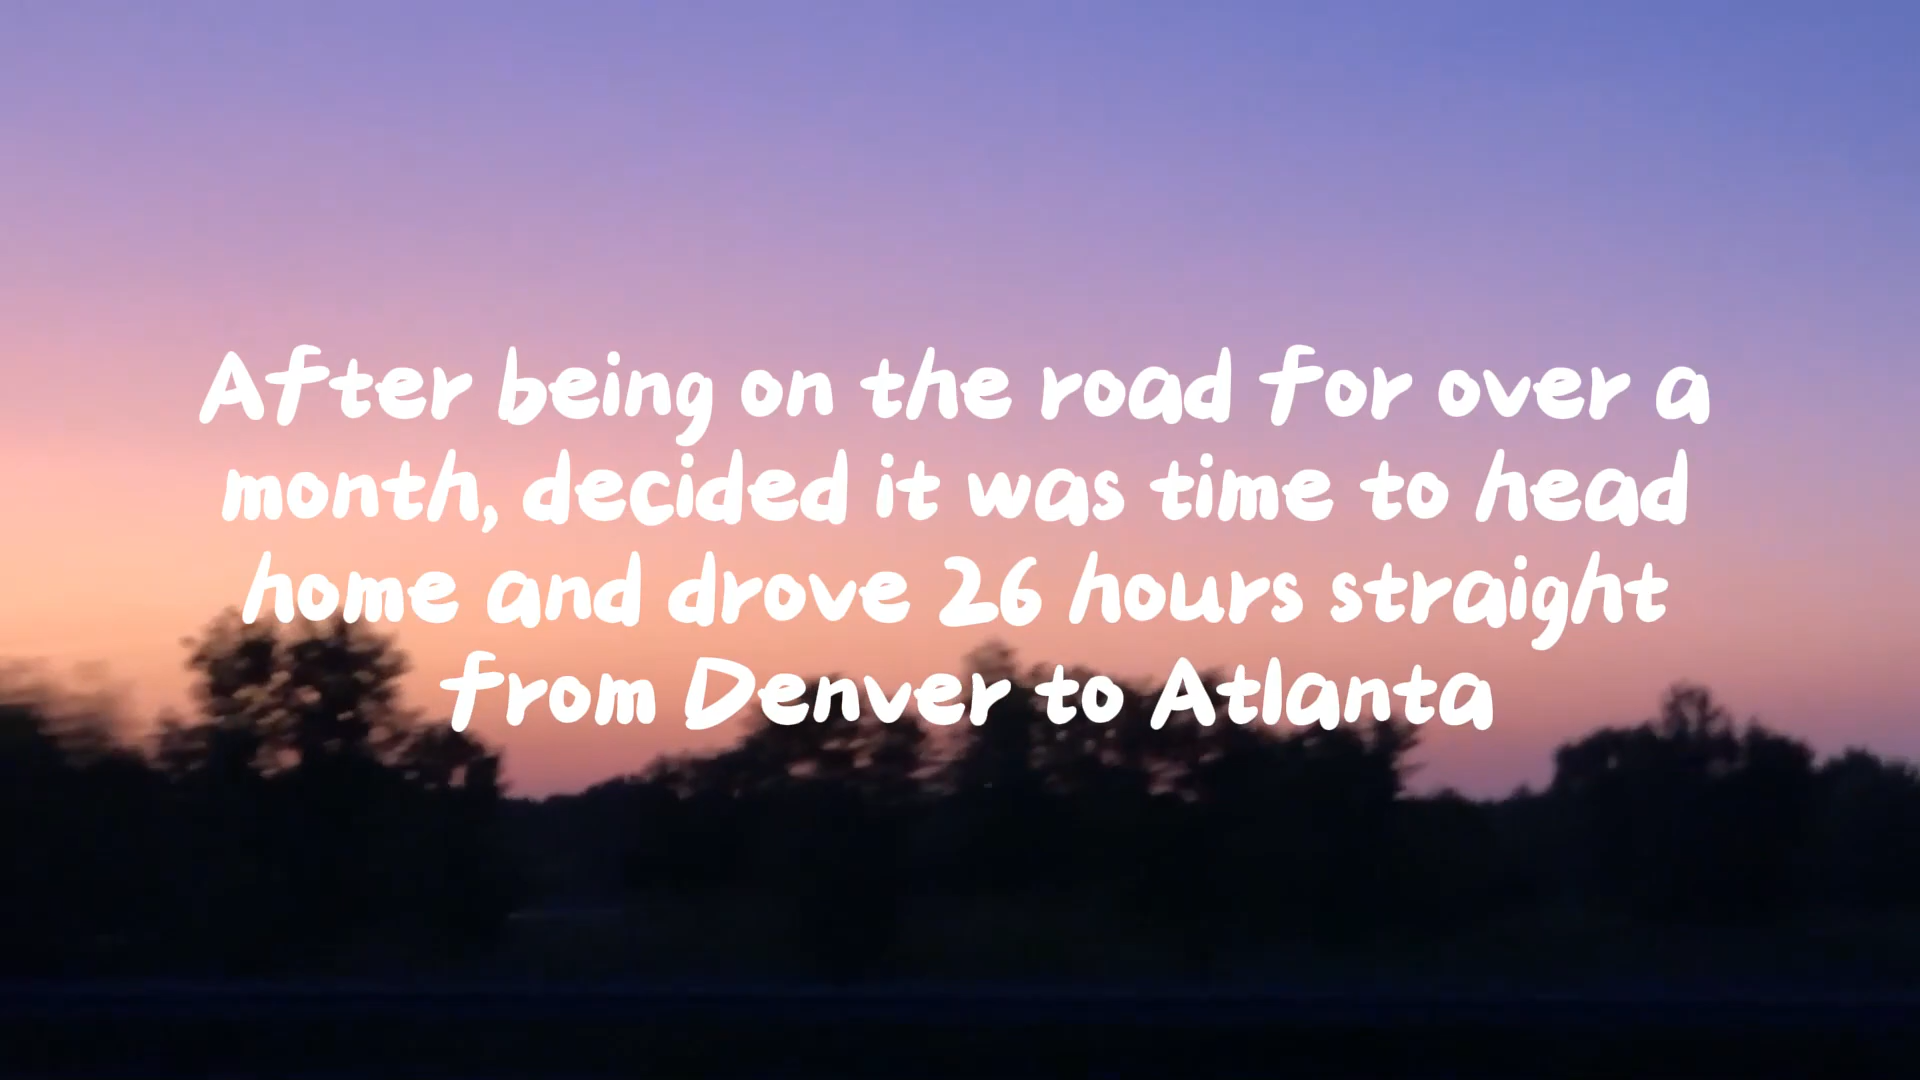 After being on the road for over a
month, decided it was time to head
home and drove 26 hours straight
from Denver to Atlanta